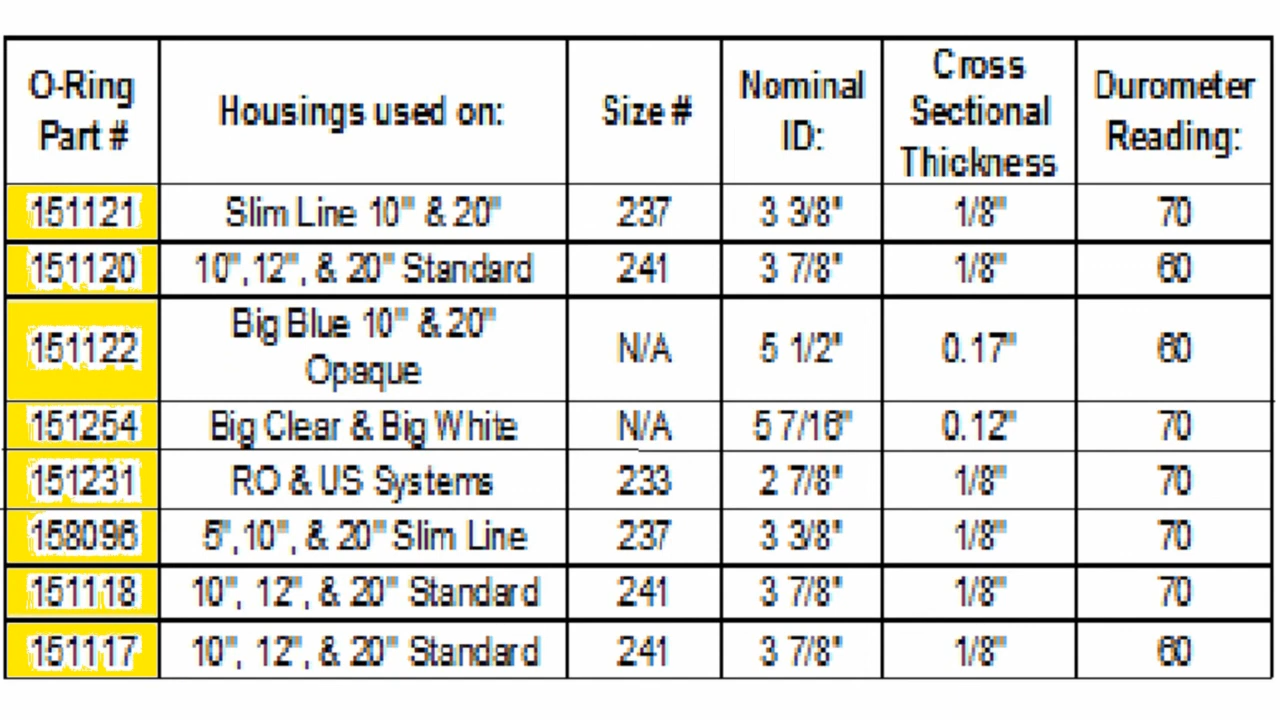 O-Ring Part # Housings used on: Size # Nominal ID: Cross Sectional Thickness Durometer Reading:
151121 Slim Line 10" & 20" 237 3 3/8" 1/8" 70
151120 10",12", & 20" Standard 241 3 7/8" 1/8" 60
151122 Big Blue 10" & 20" Opaque N/A 5 1/2" 0.17" 60
151254 Big Clear & Big White N/A 5 7/16" 0.12" 70
151231 RO & US Systems 233 2 7/8" 1/8" 70
158096 5",10", & 20" Slim Line 237 3 3/8" 1/8" 70
151118 10", 12", & 20" Standard 241 3 7/8" 1/8" 70
151117 10", 12", & 20" Standard 241 3 7/8" 1/8" 60